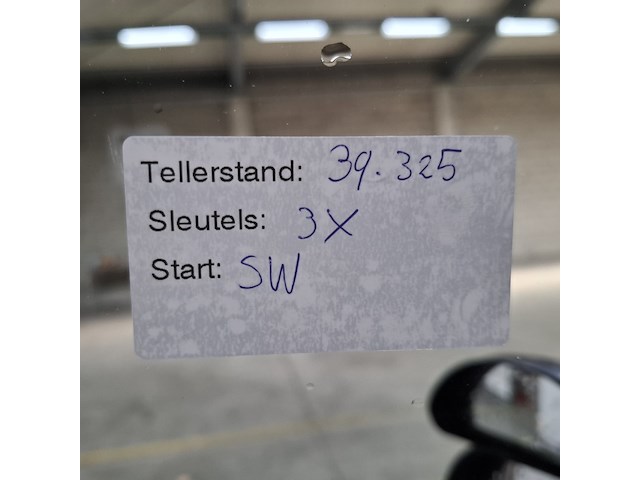 Tellerstand: 39.325
Sleutels: 3X
Start: SW